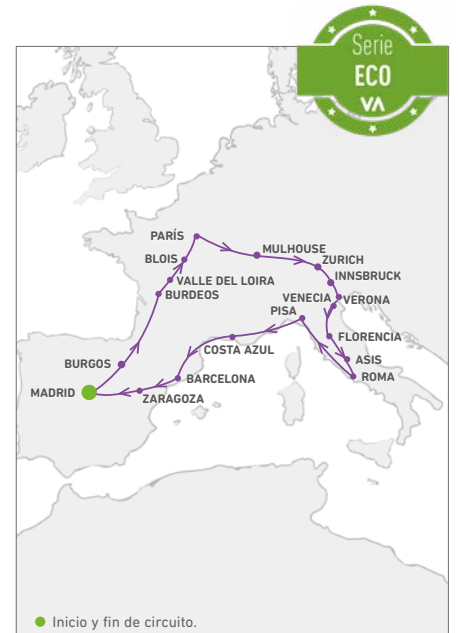 Serie
ECO
VA
PARÍS
MULHOUSE
BLOIS
ZURICH
VALLE DEL LOIRA
INNSBRUCK
BURDEOS
VENECIA
VERONA
PISA
FLORENCIA
COSTA AZUL
ASIS
BURGOS
ROMA
BARCELONA
MADRID
ZARAGOZA
Inicio y fin de circuito.